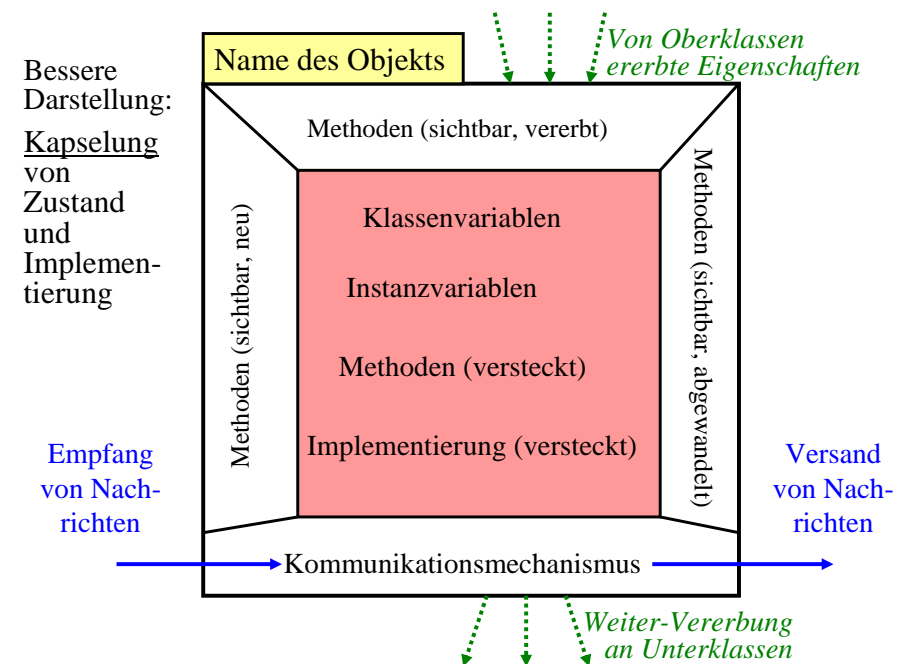 Bessere
Darstellung:
Kapselung
von
Zustand
und
Implemen-
tierung
Name des Objekts
Von Oberklassen
ererbte Eigenschaften
Methoden (sichtbar, vererbt)
Methoden (sichtbar, neu)
Klassenvariablen
Instanzvariablen
Methoden (versteckt)
Implementierung (versteckt)
Methoden (sichtbar, abgewandelt)
Empfang
von Nach-
richten
Kommunikationsmechanismus
Versand
von Nach-
richten
Weiter-Vererbung
an Unterklassen